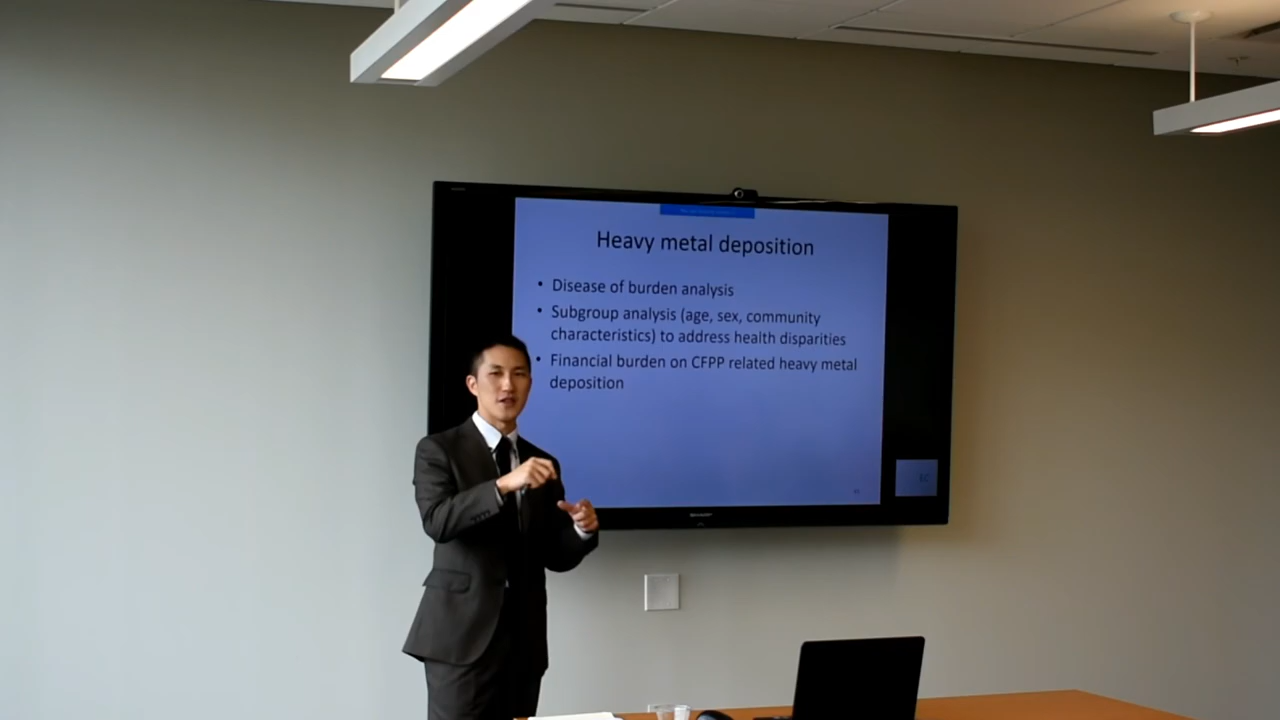 Heavy metal deposition
• Disease of burden analysis
• Subgroup analysis (age, sex, community
characteristics) to address health disparities
• Financial burden on CFPP related heavy metal
deposition
SHARP